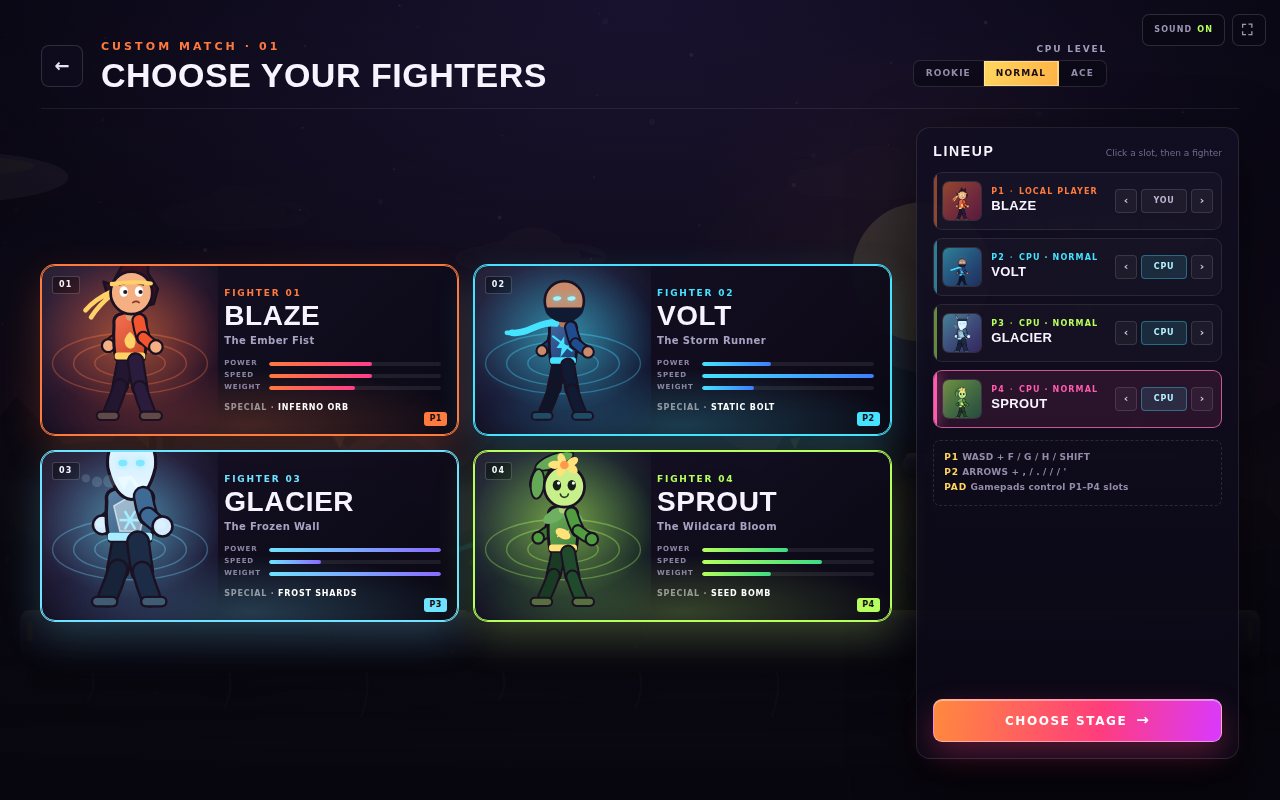 SOUND ON
CUSTOM MATCH · 01
CHOOSE YOUR FIGHTERS
CPU LEVEL
ROOKIE NORMAL ACE
01
FIGHTER 01
BLAZE
The Ember Fist
POWER
SPEED
WEIGHT
SPECIAL · INFERNO ORB
P1
02
FIGHTER 02
VOLT
The Storm Runner
POWER
SPEED
WEIGHT
SPECIAL · STATIC BOLT
P2
03
FIGHTER 03
GLACIER
The Frozen Wall
POWER
SPEED
WEIGHT
SPECIAL · FROST SHARDS
P3
04
FIGHTER 04
SPROUT
The Wildcard Bloom
POWER
SPEED
WEIGHT
SPECIAL · SEED BOMB
P4
LINEUP
Click a slot, then a fighter
P1 · LOCAL PLAYER
BLAZE
‹ YOU ›
P2 · CPU · NORMAL
VOLT
‹ CPU ›
P3 · CPU · NORMAL
GLACIER
‹ CPU ›
P4 · CPU · NORMAL
SPROUT
‹ CPU ›
P1 WASD + F / G / H / SHIFT
P2 ARROWS + , / . / / / '
PAD Gamepads control P1–P4 slots
CHOOSE STAGE →